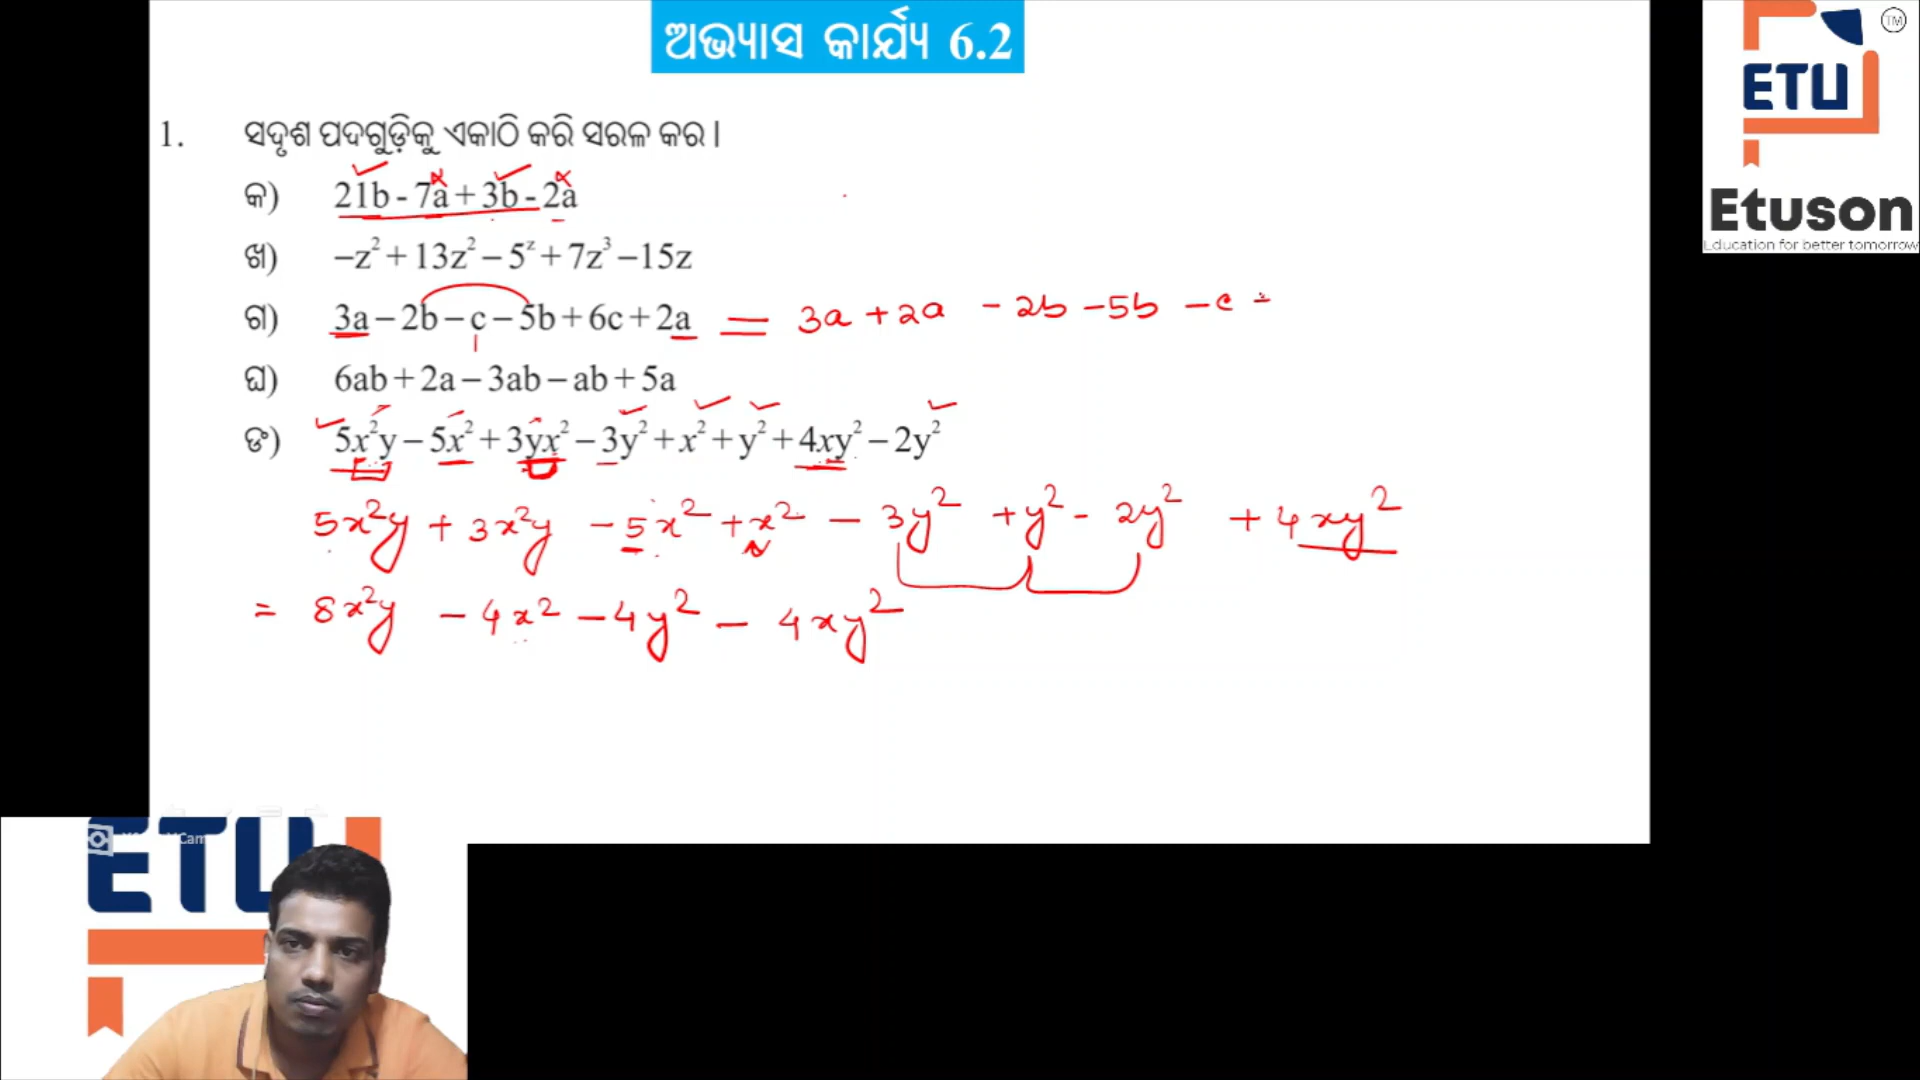 ଅଭ୍ୟାସ କାର୍ଯ୍ୟ 6.2
TM
ETU
Etuson
Education for better tomorrow
1. ସଦୃଶ ପଦଗୁଡ଼ିକୁ ଏକାଠି କରି ସରଳ କର।
କ) 21b - 7a + 3b - 2a
ଖ) –z² + 13z² – 5ᶻ + 7z³ –15z
ଗ) 3a – 2b – c – 5b + 6c + 2a = 3a + 2a - 2b - 5b - c +
ଘ) 6ab + 2a – 3ab – ab + 5a
ଙ) 5x²y – 5x² + 3yx² – 3y² + x² + y² + 4xy² – 2y²
5x²y + 3x²y - 5x² + x² - 3y² + y² - 2y² + 4xy²
= 8x²y - 4x² - 4y² - 4xy²
ETU